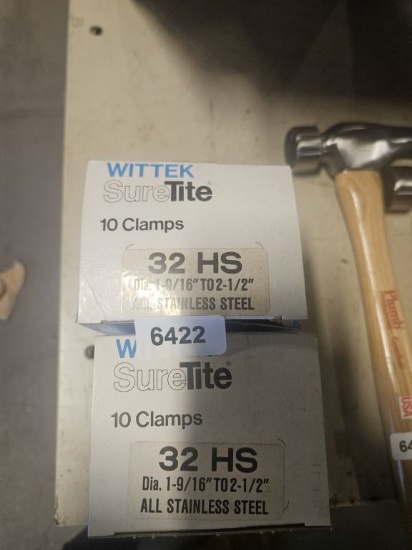 WITTEK
SureTite
10 Clamps
32 HS
Dia. 1-9/16" TO 2-1/2"
ALL STAINLESS STEEL
W
6422
SureTite
10 Clamps
32 HS
Dia. 1-9/16" TO 2-1/2"
ALL STAINLESS STEEL
Plumb